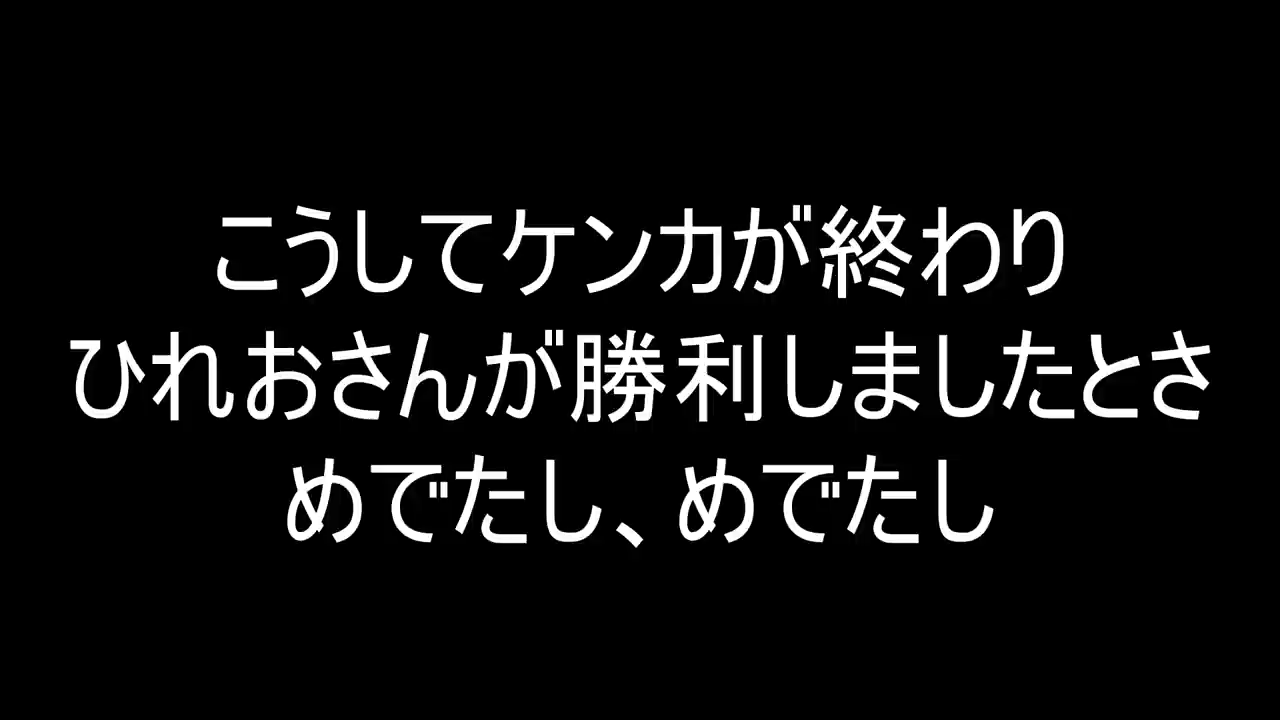 こうしてケンカが終わり
ひれおさんが勝利しましたとさ
めでたし、めでたし